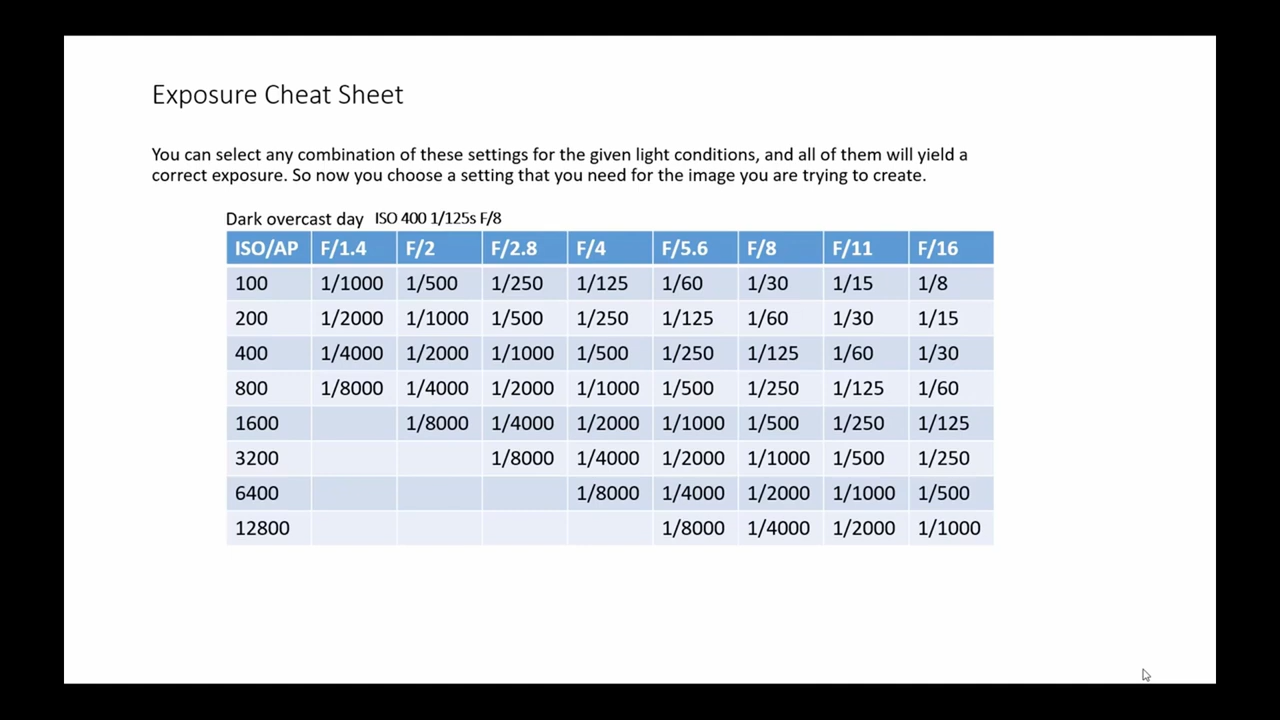 Exposure Cheat Sheet
You can select any combination of these settings for the given light conditions, and all of them will yield a
correct exposure. So now you choose a setting that you need for the image you are trying to create.
Dark overcast day ISO 400 1/125s F/8
ISO/AP F/1.4 F/2 F/2.8 F/4 F/5.6 F/8 F/11 F/16
100 1/1000 1/500 1/250 1/125 1/60 1/30 1/15 1/8
200 1/2000 1/1000 1/500 1/250 1/125 1/60 1/30 1/15
400 1/4000 1/2000 1/1000 1/500 1/250 1/125 1/60 1/30
800 1/8000 1/4000 1/2000 1/1000 1/500 1/250 1/125 1/60
1600 1/8000 1/4000 1/2000 1/1000 1/500 1/250 1/125
3200 1/8000 1/4000 1/2000 1/1000 1/500 1/250
6400 1/8000 1/4000 1/2000 1/1000 1/500
12800 1/8000 1/4000 1/2000 1/1000